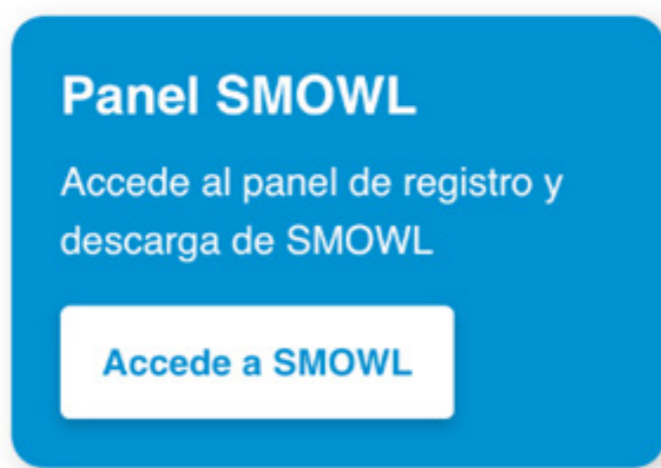 Panel SMOWL
Accede al panel de registro y
descarga de SMOWL
Accede a SMOWL